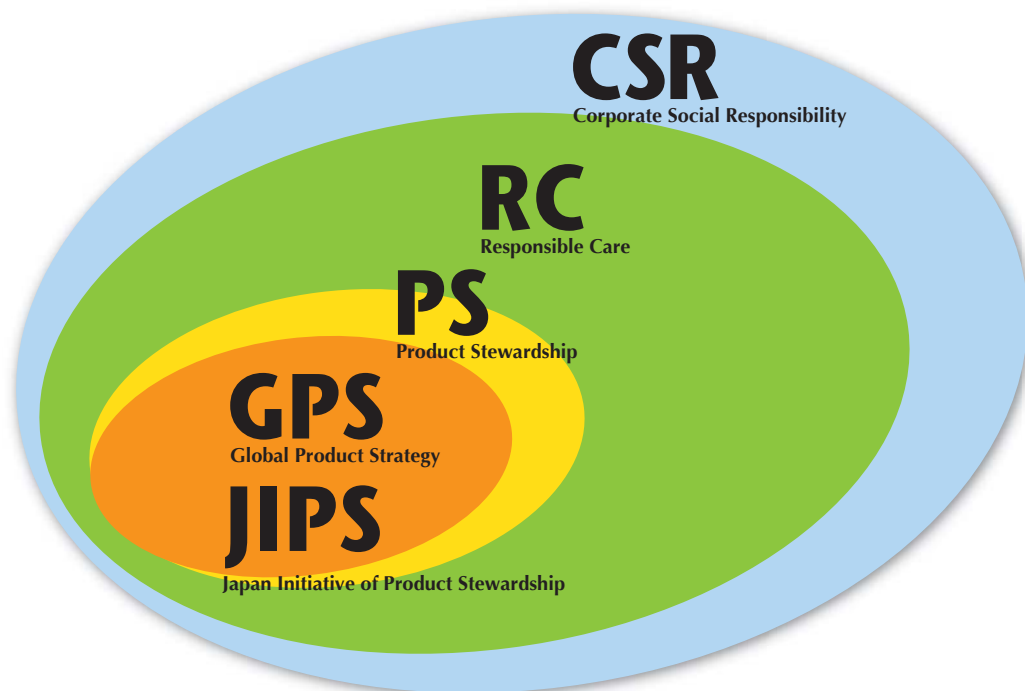 CSR
Corporate Social Responsibility
RC
Responsible Care
PS
Product Stewardship
GPS
Global Product Strategy
JIPS
Japan Initiative of Product Stewardship